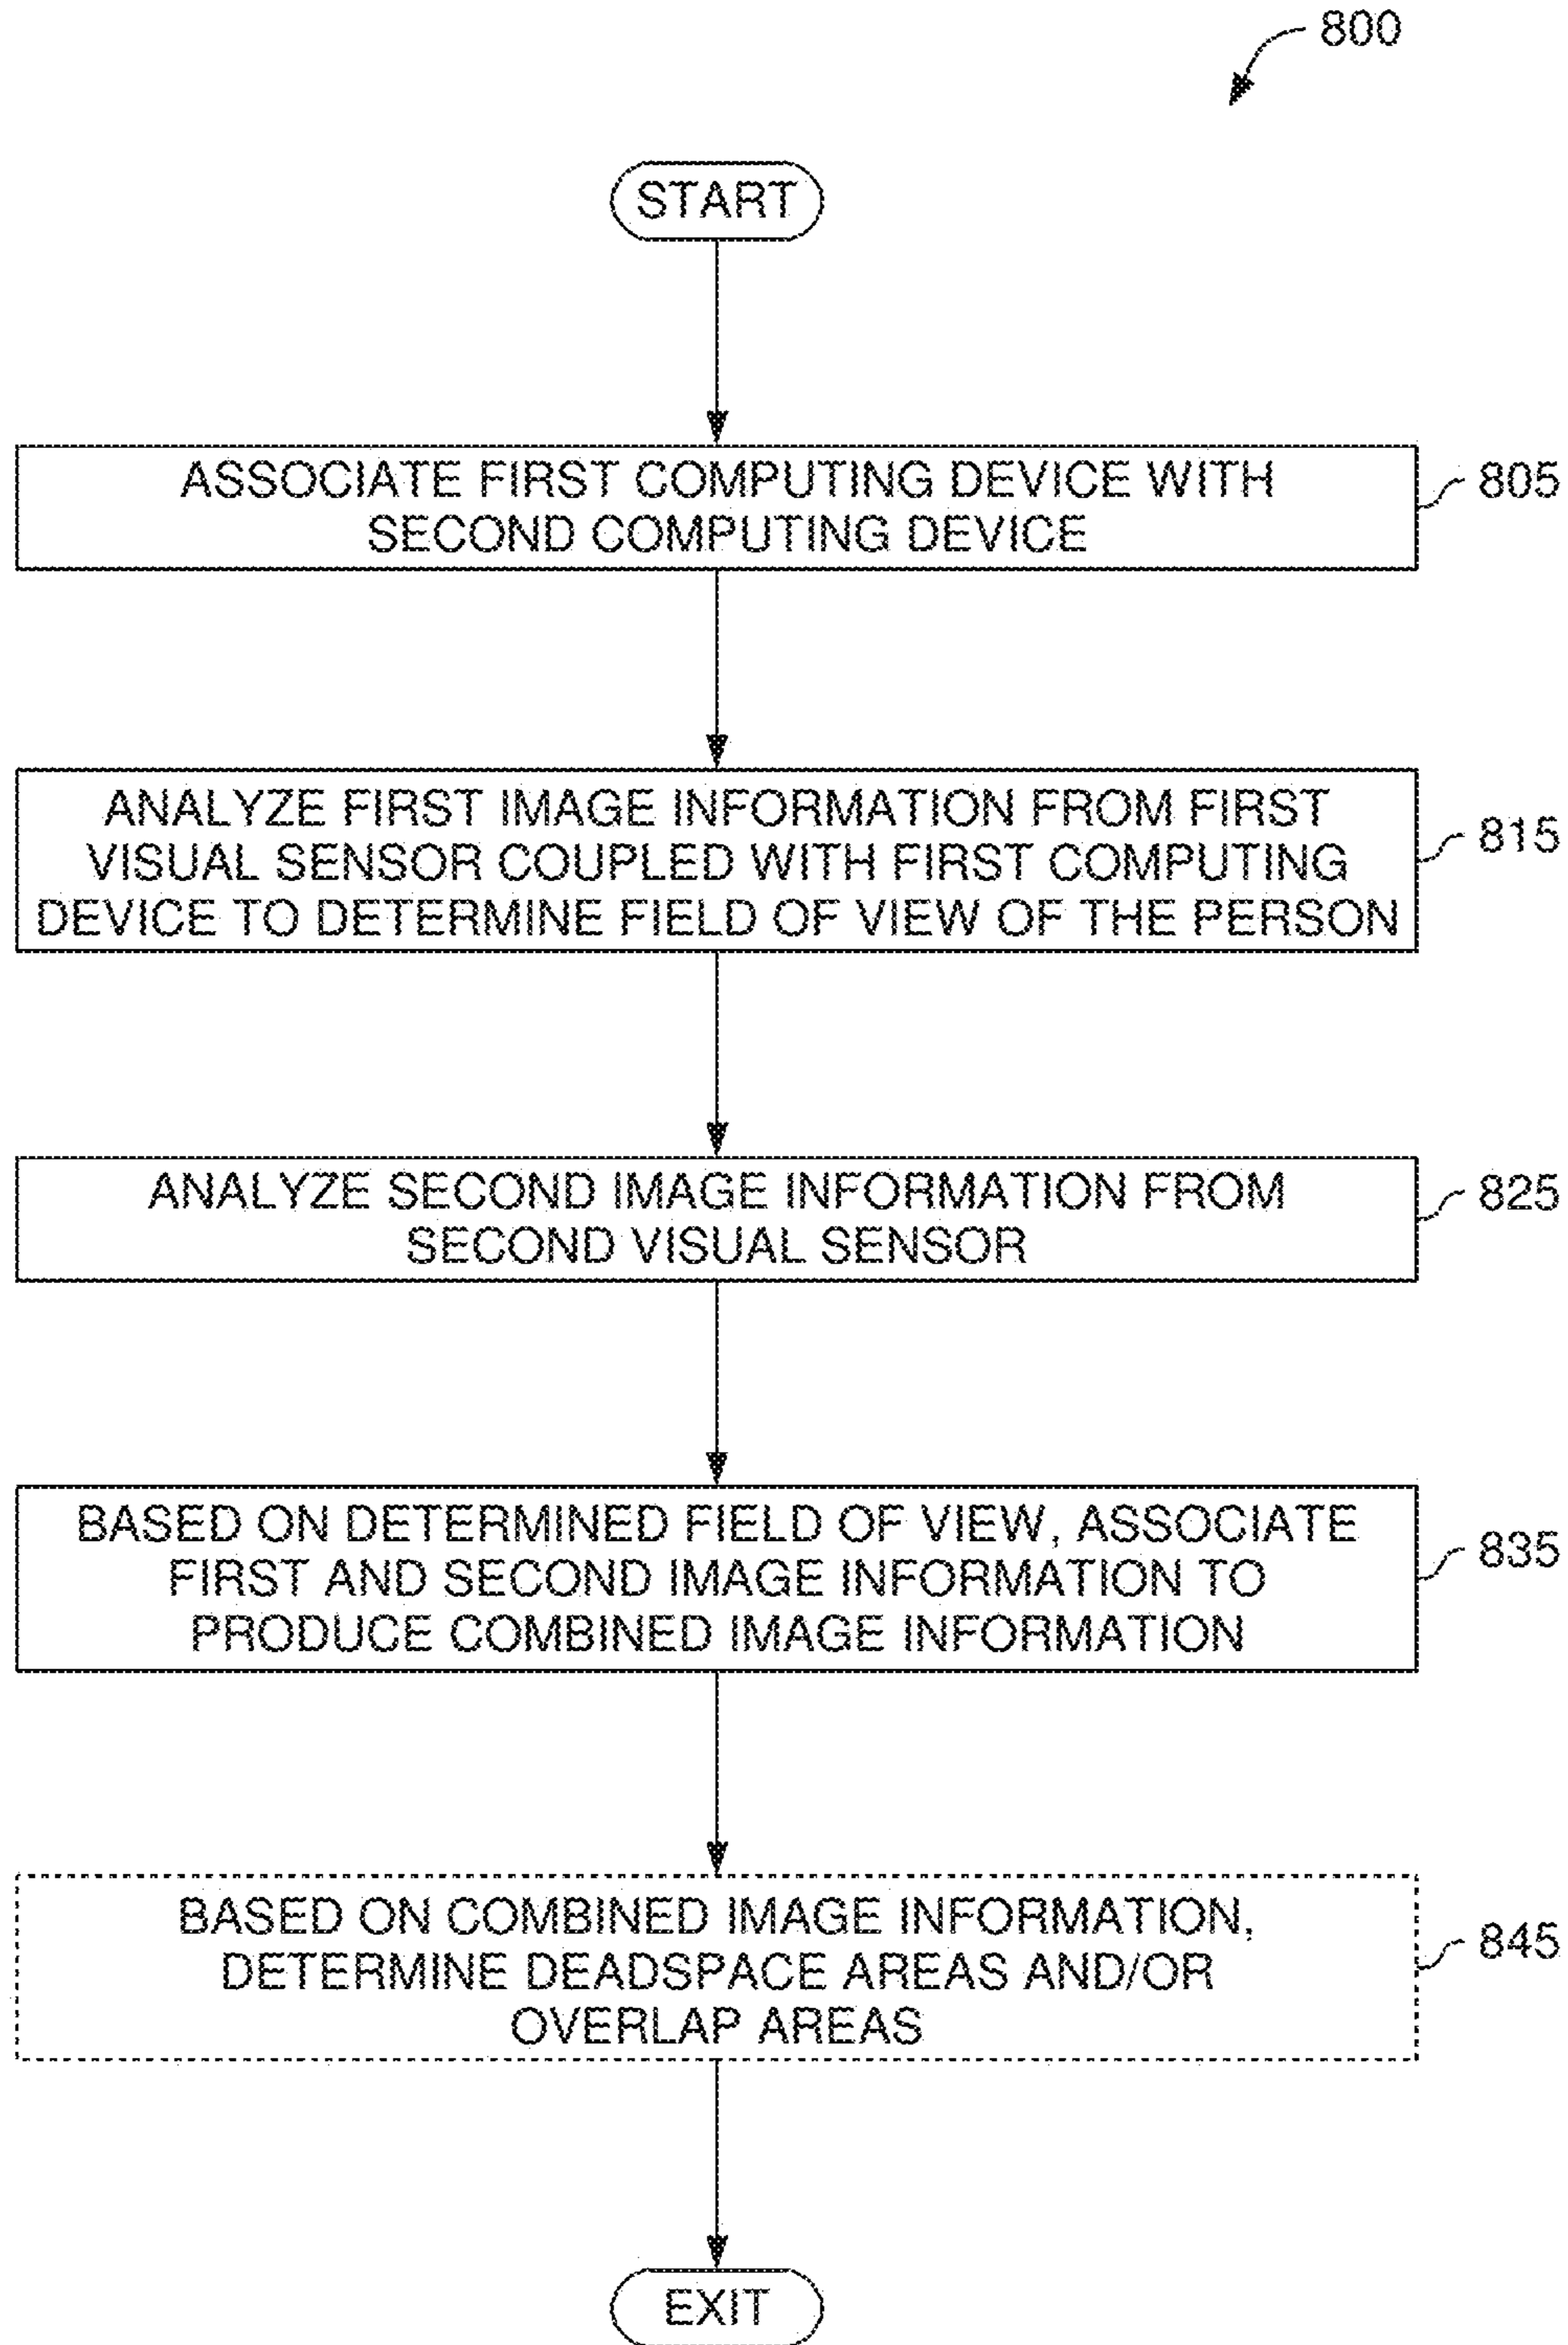 800
START
ASSOCIATE FIRST COMPUTING DEVICE WITH
SECOND COMPUTING DEVICE
805
ANALYZE FIRST IMAGE INFORMATION FROM FIRST
VISUAL SENSOR COUPLED WITH FIRST COMPUTING
DEVICE TO DETERMINE FIELD OF VIEW OF THE PERSON
815
ANALYZE SECOND IMAGE INFORMATION FROM
SECOND VISUAL SENSOR
825
BASED ON DETERMINED FIELD OF VIEW, ASSOCIATE
FIRST AND SECOND IMAGE INFORMATION TO
PRODUCE COMBINED IMAGE INFORMATION
835
BASED ON COMBINED IMAGE INFORMATION,
DETERMINE DEADSPACE AREAS AND/OR
OVERLAP AREAS
845
EXIT